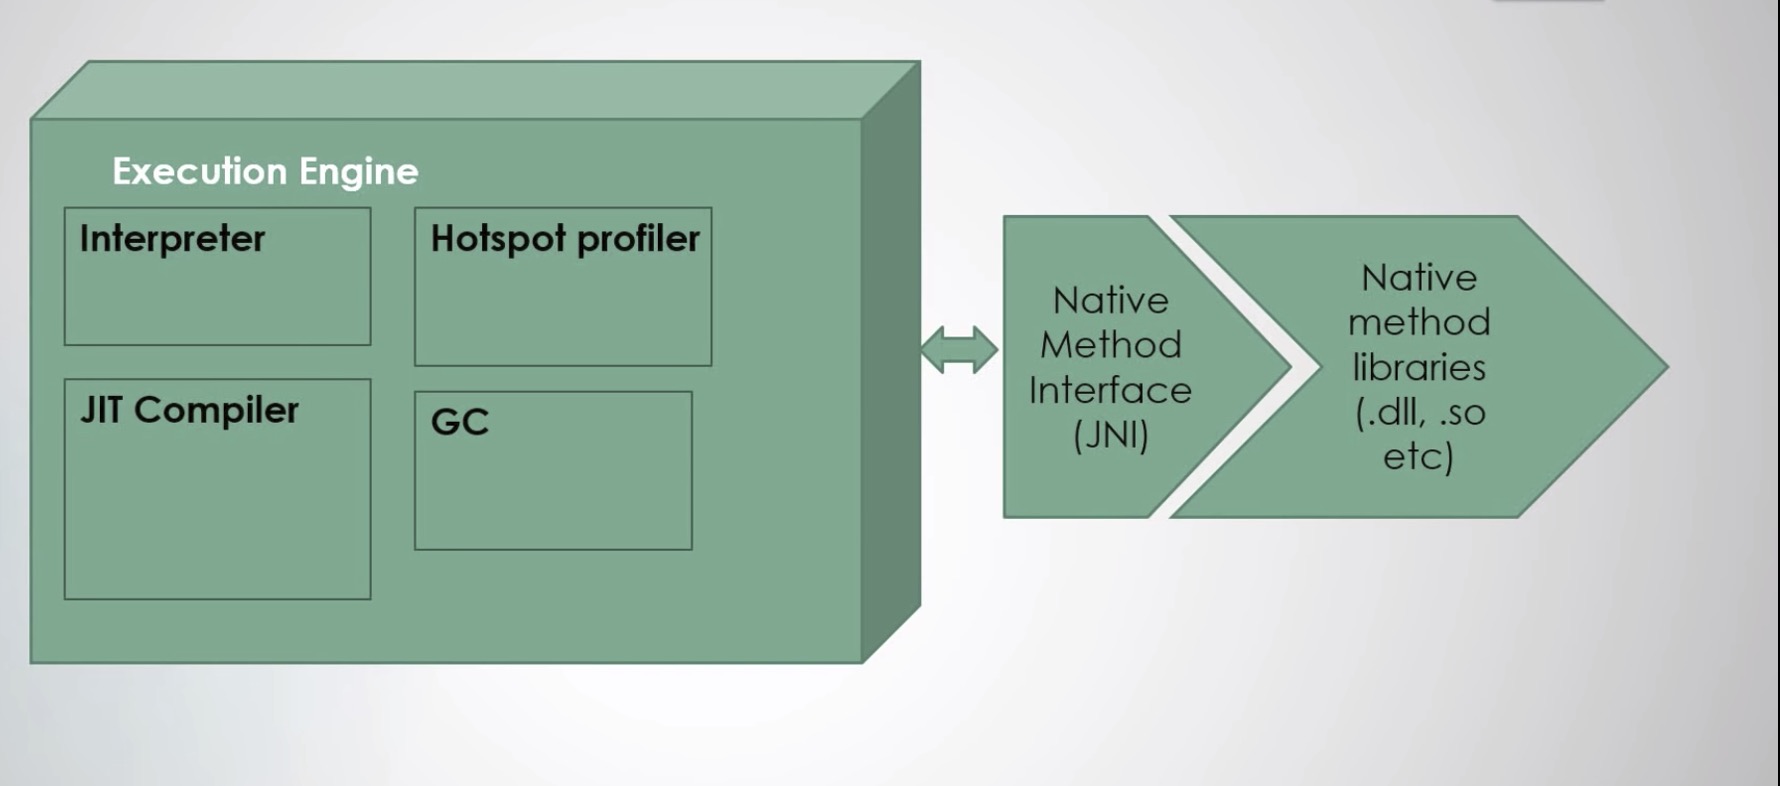 Execution Engine
Interpreter
Hotspot profiler
JIT Compiler
GC
Native
Method
Interface
(JNI)
Native
method
libraries
(.dll, .so
etc)